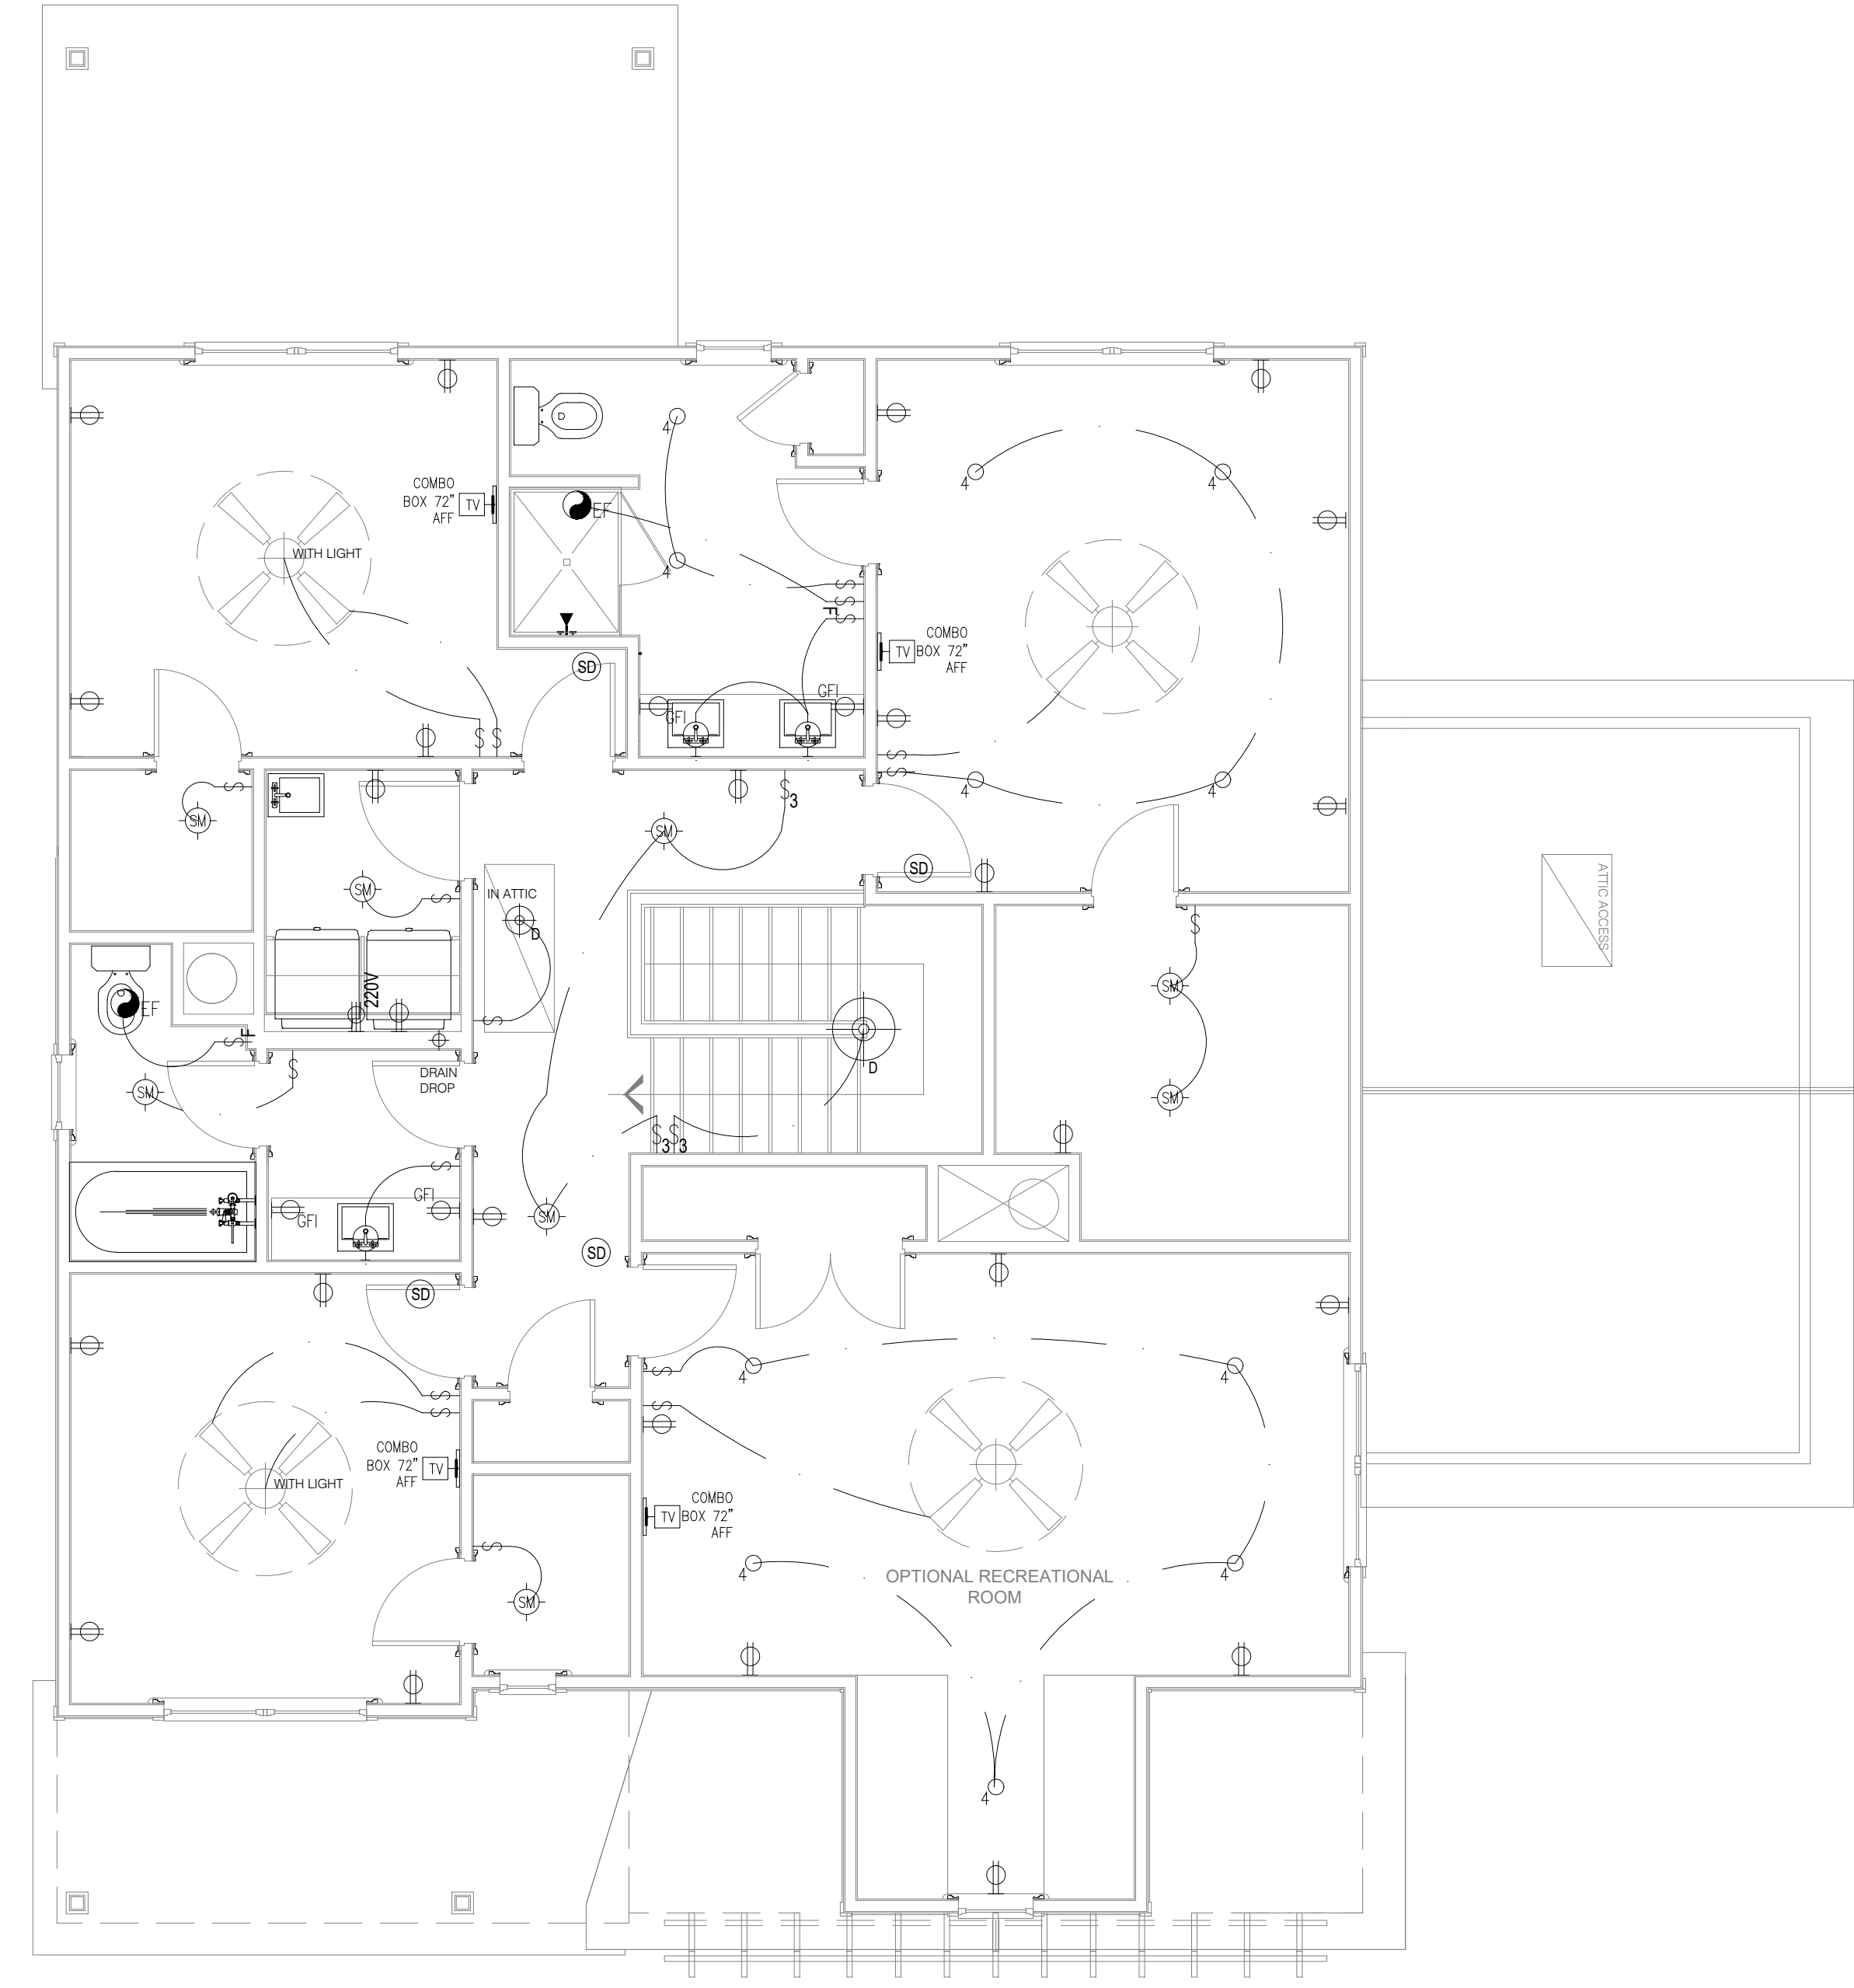 4
4
4
COMBO
BOX 72"
AFF
TV
EF
WITH LIGHT
4
S
S
F
S
COMBO
TV
BOX 72"
AFF
SD
GFI
GFI
S
S
S
S
4
4
S
SM
S
3
SM
SD
IN ATTIC
SM
S
D
ATTIC ACCESS
S
220V
SM
EF
S
F
S
S
D
DRAIN
DROP
SM
SM
S
3
S
3
S
GFI
GFI
SM
SD
SD
S
4
4
S
S
S
COMBO
BOX 72"
AFF
TV
WITH LIGHT
COMBO
TV
BOX 72"
AFF
S
4
4
SM
OPTIONAL RECREATIONAL
ROOM
4